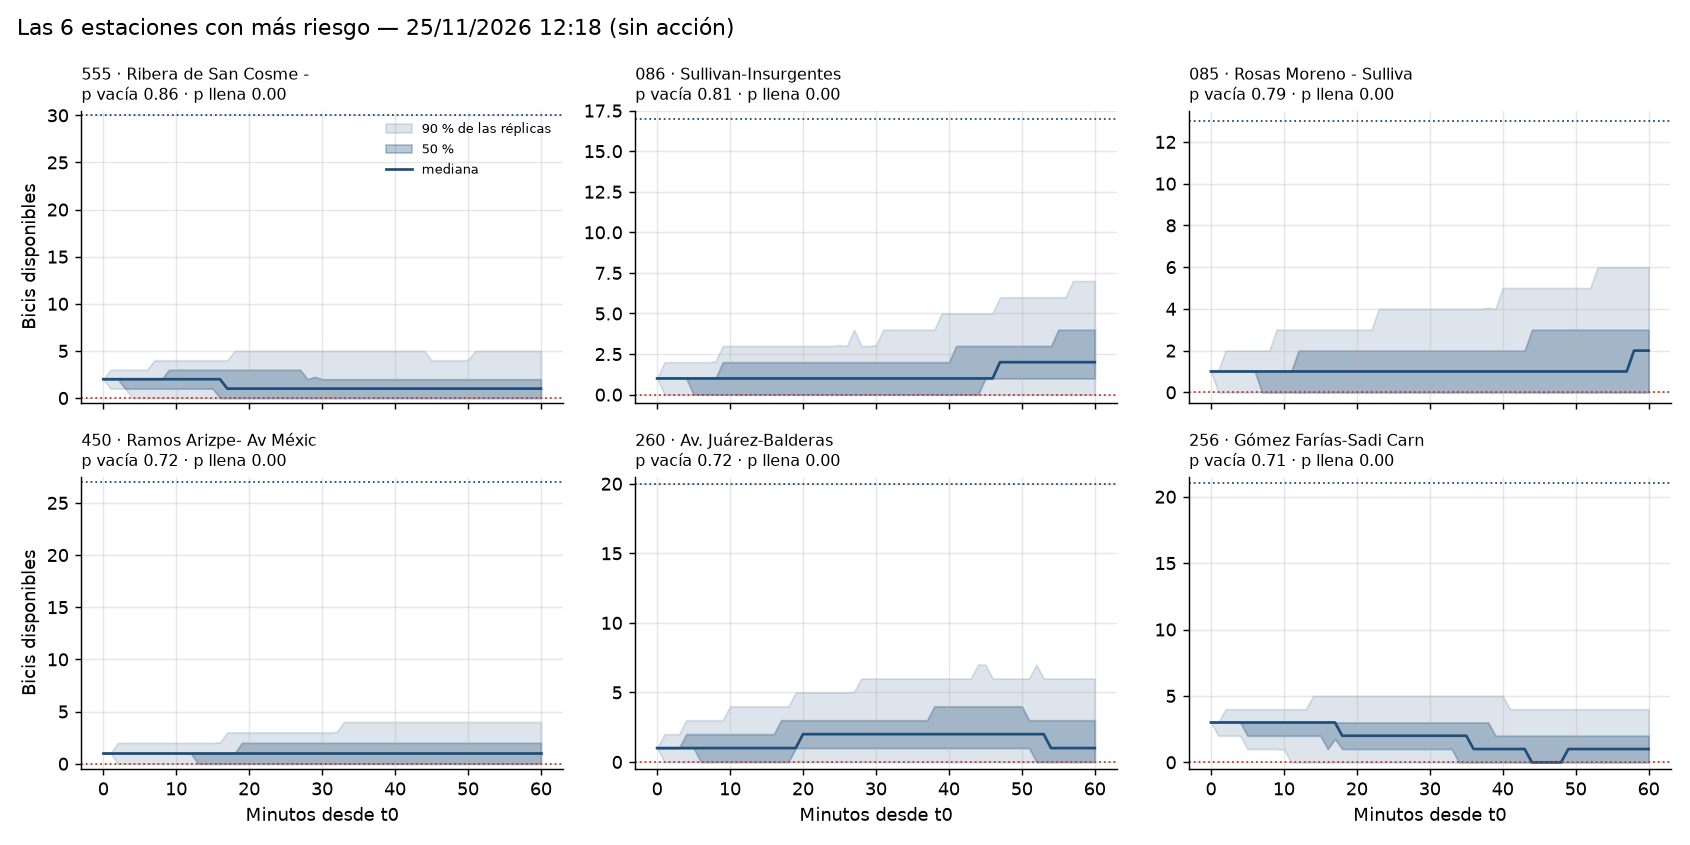 Las 6 estaciones con más riesgo — 25/11/2026 12:18 (sin acción)
555 · Ribera de San Cosme -
p vacía 0.86 · p llena 0.00
Bicis disponibles
30
25
20
15
10
5
0
90 % de las réplicas
50 %
mediana
086 · Sullivan-Insurgentes
p vacía 0.81 · p llena 0.00
17.5
15.0
12.5
10.0
7.5
5.0
2.5
0.0
085 · Rosas Moreno - Sulliva
p vacía 0.79 · p llena 0.00
12
10
8
6
4
2
0
450 · Ramos Arizpe- Av Méxic
p vacía 0.72 · p llena 0.00
Bicis disponibles
25
20
15
10
5
0
0 10 20 30 40 50 60
Minutos desde t0
260 · Av. Juárez-Balderas
p vacía 0.72 · p llena 0.00
20
15
10
5
0
0 10 20 30 40 50 60
Minutos desde t0
256 · Gómez Farías-Sadi Carn
p vacía 0.71 · p llena 0.00
20
15
10
5
0
0 10 20 30 40 50 60
Minutos desde t0